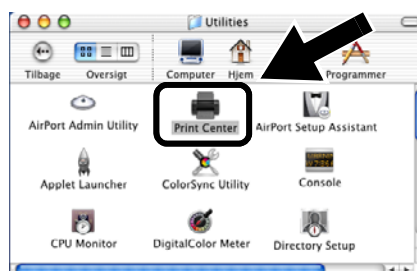 Utilities
Tilbage Oversigt Computer Hjem Programmer
AirPort Admin Utility Print Center AirPort Setup Assistant
Applet Launcher ColorSync Utility Console
CPU Monitor DigitalColor Meter Directory Setup